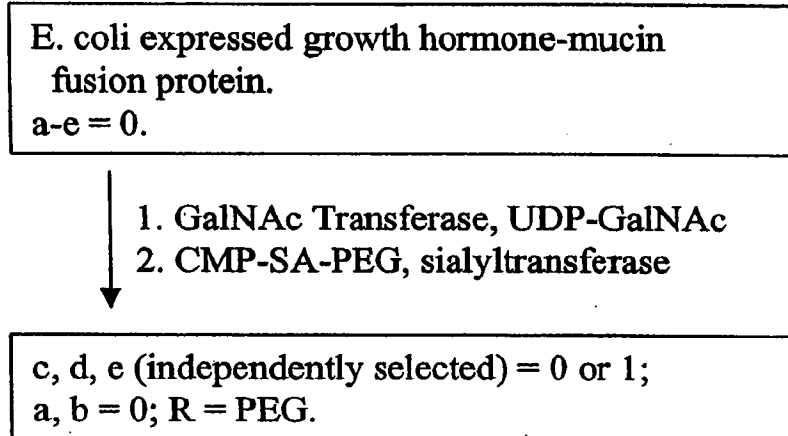 E. coli expressed growth hormone-mucin
fusion protein.
a-e = 0.
1. GalNAc Transferase, UDP-GalNAc
2. CMP-SA-PEG, sialyltransferase
c, d, e (independently selected) = 0 or 1;
a, b = 0; R = PEG.